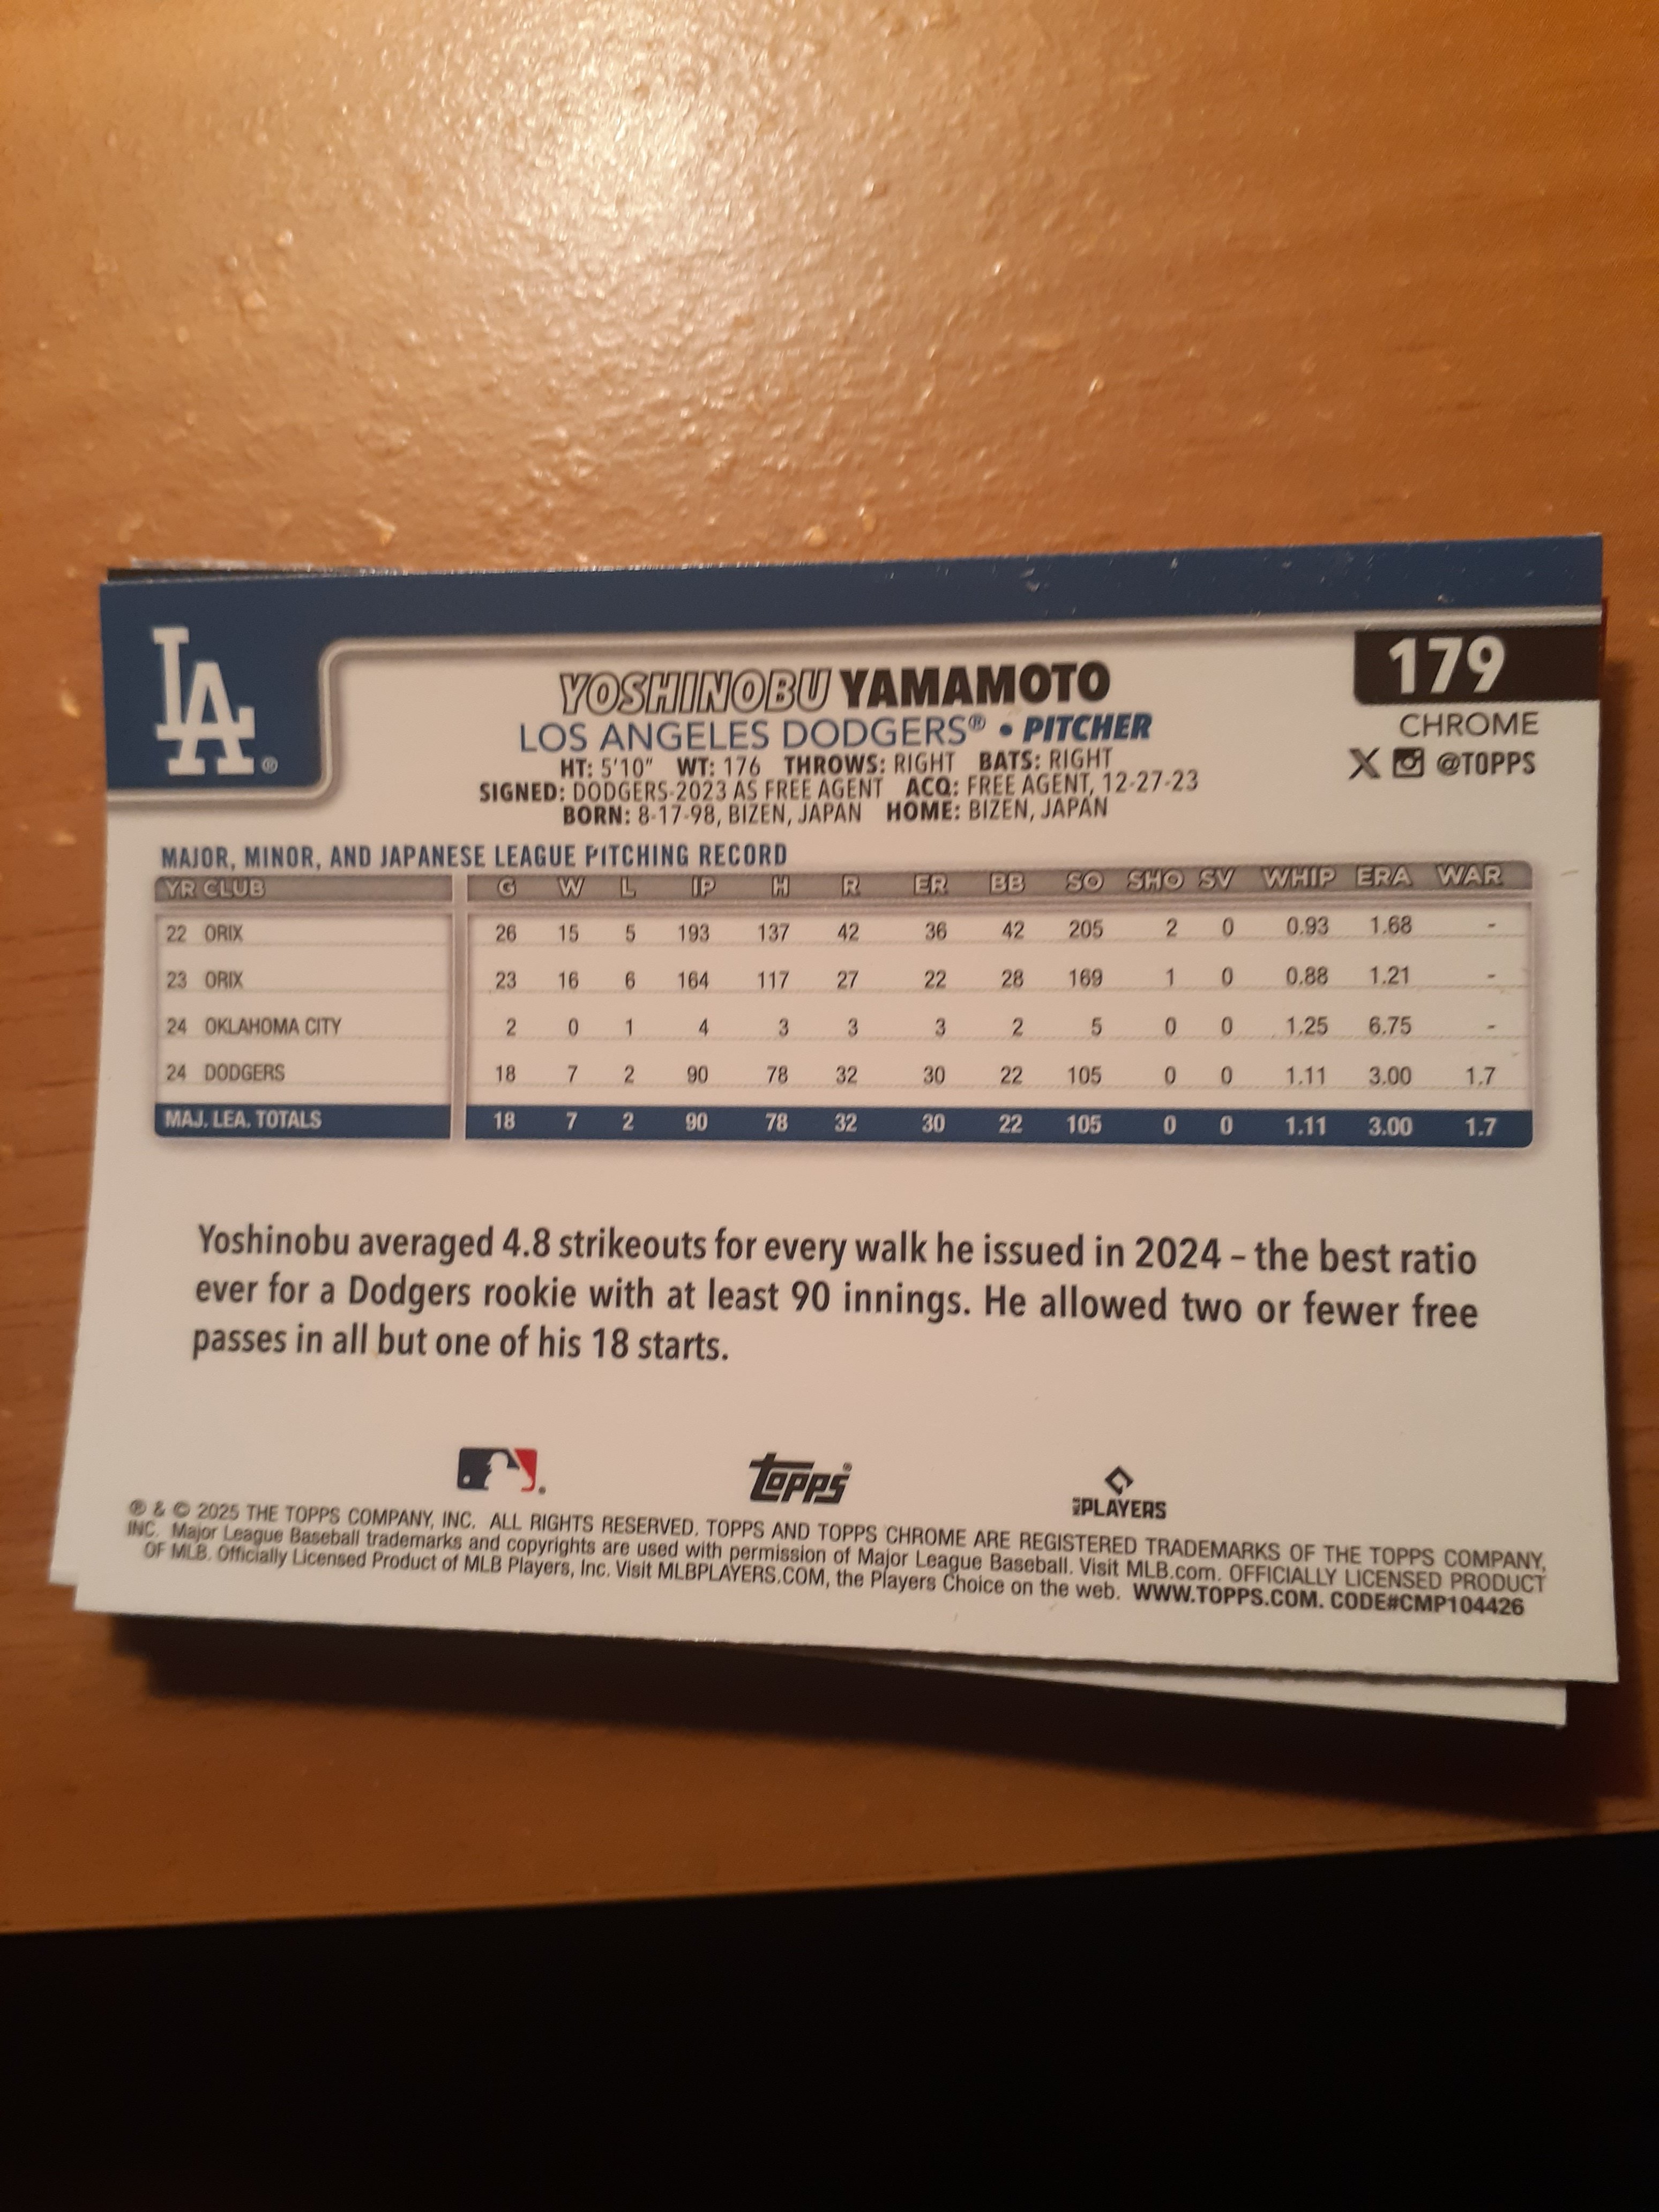 LA®
179
CHROME
X @TOPPS
YOSHINOBU YAMAMOTO
LOS ANGELES DODGERS® • PITCHER
HT: 5'10" WT: 176 THROWS: RIGHT BATS: RIGHT
SIGNED: DODGERS-2023 AS FREE AGENT ACQ: FREE AGENT, 12-27-23
BORN: 8-17-98, BIZEN, JAPAN HOME: BIZEN, JAPAN
MAJOR, MINOR, AND JAPANESE LEAGUE PITCHING RECORD
YR CLUB G W L IP H R ER BB SO SHO SV WHIP ERA WAR
22 ORIX 26 15 5 193 137 42 36 42 205 2 0 0.93 1.68 -
23 ORIX 23 16 6 164 117 27 22 28 169 1 0 0.88 1.21 -
24 OKLAHOMA CITY 2 0 1 4 3 3 3 2 5 0 0 1.25 6.75 -
24 DODGERS 18 7 2 90 78 32 30 22 105 0 0 1.11 3.00 1.7
MAJ. LEA. TOTALS 18 7 2 90 78 32 30 22 105 0 0 1.11 3.00 1.7
Yoshinobu averaged 4.8 strikeouts for every walk he issued in 2024 – the best ratio
ever for a Dodgers rookie with at least 90 innings. He allowed two or fewer free
passes in all but one of his 18 starts.
Topps®
PLAYERS
® & © 2025 THE TOPPS COMPANY, INC. ALL RIGHTS RESERVED. TOPPS AND TOPPS CHROME ARE REGISTERED TRADEMARKS OF THE TOPPS COMPANY,
INC. Major League Baseball trademarks and copyrights are used with permission of Major League Baseball. Visit MLB.com. OFFICIALLY LICENSED PRODUCT
OF MLB. Officially Licensed Product of MLB Players, Inc. Visit MLBPLAYERS.COM, the Players Choice on the web. WWW.TOPPS.COM. CODE#CMP104426